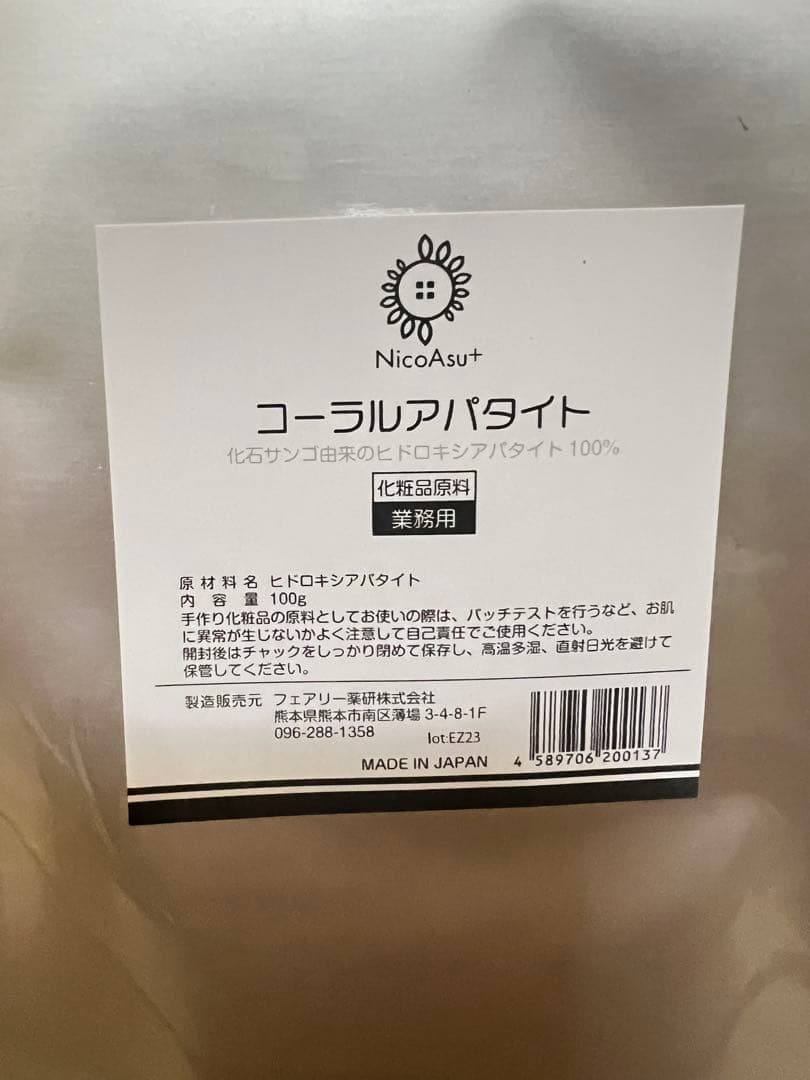 NicoAsu+
コーラルアパタイト
化石サンゴ由来のヒドロキシアパタイト100%
化粧品原料
業務用
原材料名 ヒドロキシアパタイト
内容量 100g
手作り化粧品の原料としてお使いの際は、パッチテストを行うなど、お肌
に異常が生じないかよく注意して自己責任でご使用ください。
開封後はチャックをしっかり閉めて保存し、高温多湿、直射日光を避けて
保管してください。
製造販売元 フェアリー薬研株式会社
熊本県熊本市南区薄場 3-4-8-1F
096-288-1358 lot:EZ23
MADE IN JAPAN 4 589706 200137